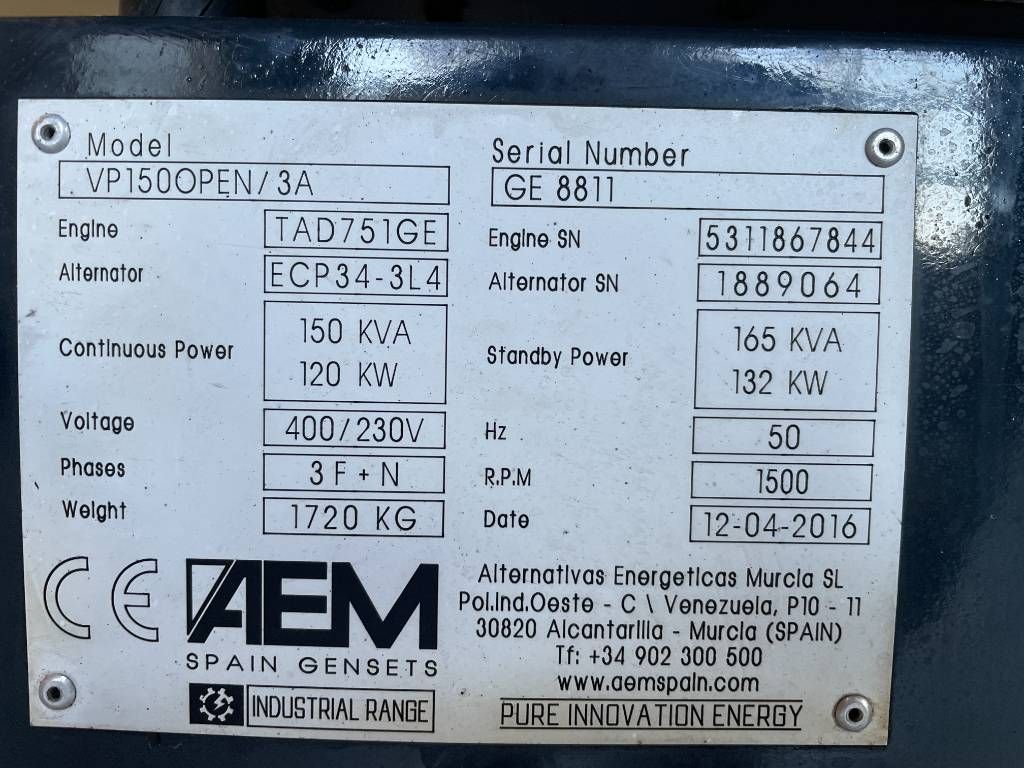 Model
VP150OPEN/3A
Serial Number
GE 8811
Engine TAD751GE
Engine SN 5311867844
Alternator ECP34-3L4
Alternator SN 1889064
Continuous Power 150 KVA
120 KW
Standby Power 165 KVA
132 KW
Voltage 400/230V
Hz 50
Phases 3 F + N
R.P.M 1500
Weight 1720 KG
Date 12-04-2016
CE
AEM
SPAIN GENSETS
INDUSTRIAL RANGE
Alternativas Energeticas Murcia SL
Pol.Ind.Oeste - C \ Venezuela, P10 - 11
30820 Alcantarilla - Murcia (SPAIN)
Tf: +34 902 300 500
www.aemspain.com
PURE INNOVATION ENERGY